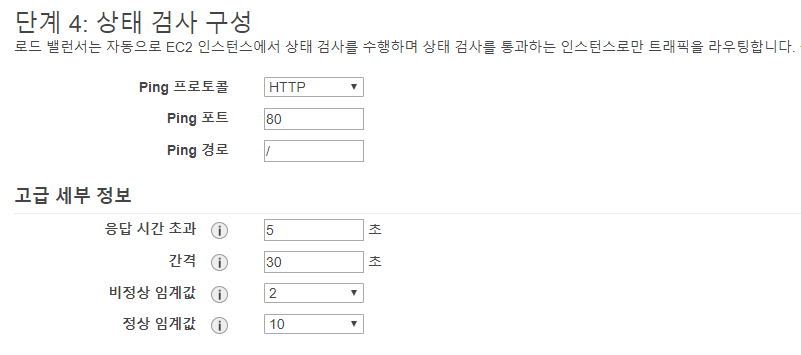 단계 4: 상태 검사 구성
로드 밸런서는 자동으로 EC2 인스턴스에서 상태 검사를 수행하며 상태 검사를 통과하는 인스턴스로만 트래픽을 라우팅합니다.
Ping 프로토콜 HTTP
Ping 포트 80
Ping 경로 /
고급 세부 정보
응답 시간 초과 i 5 초
간격 i 30 초
비정상 임계값 i 2
정상 임계값 i 10